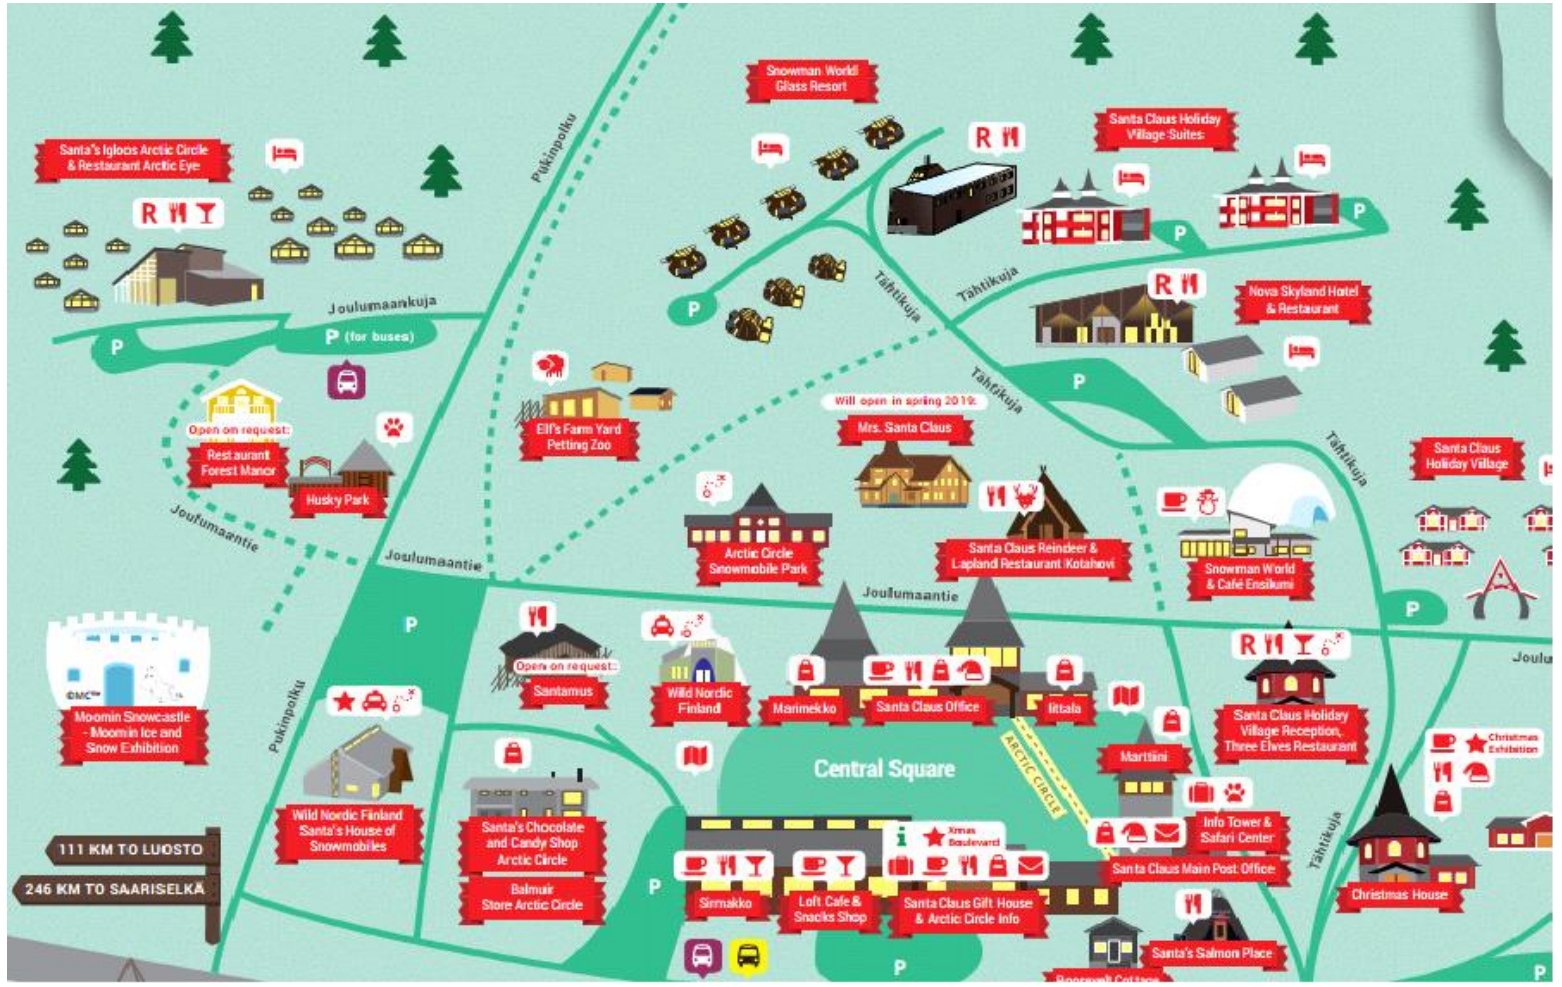 Snowman World
Glass Resort
Santa Claus Holiday
Village Suites
R
Santa's Igloos Arctic Circle
& Restaurant Arctic Eye
R
Pukinpolku
P
P
Tähtikuja
Tähtikuja
R
Nova Skyland Hotel
& Restaurant
Joulumaankuja
P
P (for buses)
P
P
Tähtikuja
Will open in spring 2019:
Mrs. Santa Claus
Elf's Farm Yard
Petting Zoo
Open on request:
Restaurant
Forest Manor
Husky Park
Tähtikuja
Santa Claus
Holiday Village
Joulumaantie
Joulumaantie
Arctic Circle
Snowmobile Park
Santa Claus Reindeer &
Lapland Restaurant Kotahovi
Snowman World
& Café Ensilumi
Joulumaantie
P
P
Open on request:
Santamus
Wild Nordic
Finland
Marimekko
Santa Claus Office
Iittala
R
Santa Claus Holiday
Village Reception,
Three Elves Restaurant
Joulu
©MC™
Moomin Snowcastle
- Moomin Ice and
Snow Exhibition
Pukinpolku
Central Square
ARCTIC CIRCLE
Marttiini
Christmas
Exhibition
Wild Nordic Finland
Santa's House of
Snowmobiles
Santa's Chocolate
and Candy Shop
Arctic Circle
Balmuir
Store Arctic Circle
Info Tower &
Safari Center
i
Xmas
Boulevard
Santa Claus Main Post Office
Tähtikuja
Christmas House
111 KM TO LUOSTO
246 KM TO SAARISELKÄ
P
Sirmakko
Loft Cafe &
Snacks Shop
Santa Claus Gift House
& Arctic Circle Info
Santa's Salmon Place
P
P
Roosevelt Cottage